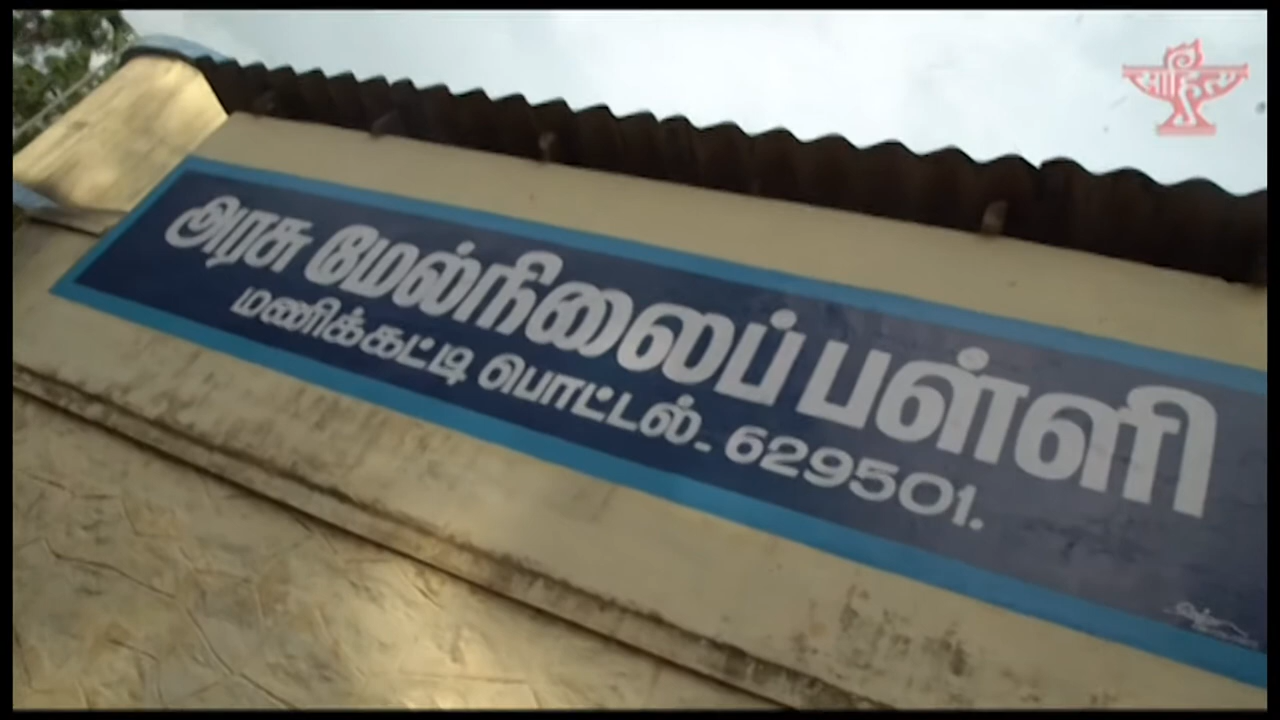 साहित्य
அரசு மேல்நிலைப் பள்ளி
மணிக்கட்டி பொட்டல். 629501.